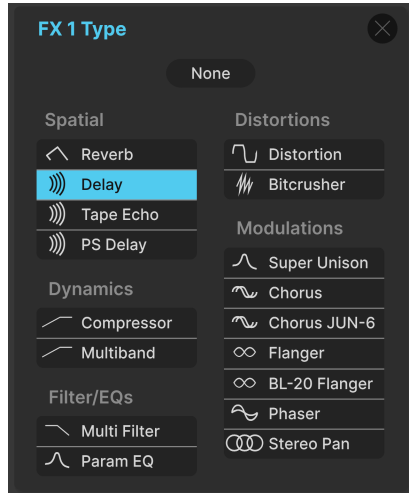 FX 1 Type
None
Spatial
Reverb
Delay
Tape Echo
PS Delay
Dynamics
Compressor
Multiband
Filter/EQs
Multi Filter
Param EQ
Distortions
Distortion
Bitcrusher
Modulations
Super Unison
Chorus
Chorus JUN-6
Flanger
BL-20 Flanger
Phaser
Stereo Pan